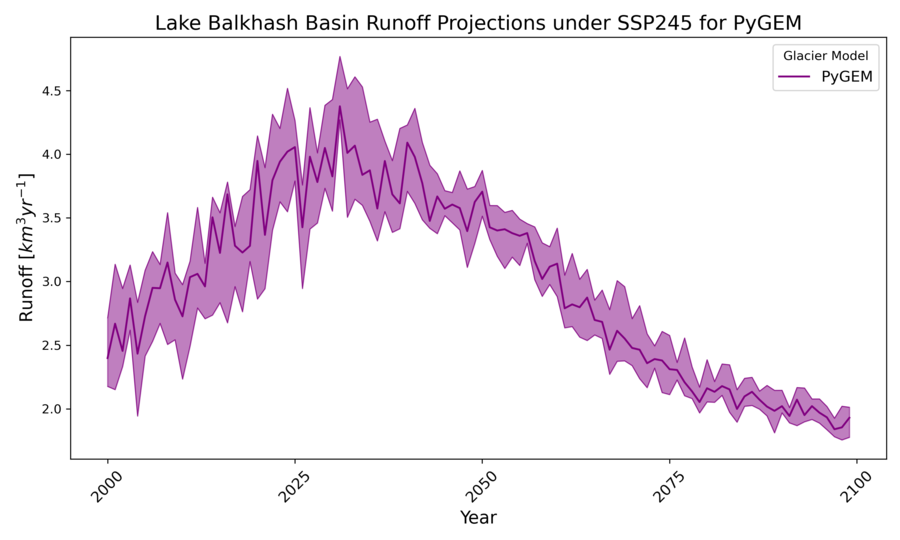 Lake Balkhash Basin Runoff Projections under SSP245 for PyGEM
Glacier Model
PyGEM
4.5
4.0
3.5
3.0
2.5
2.0
Runoff [km³yr⁻¹]
2000
2025
2050
2075
2100
Year